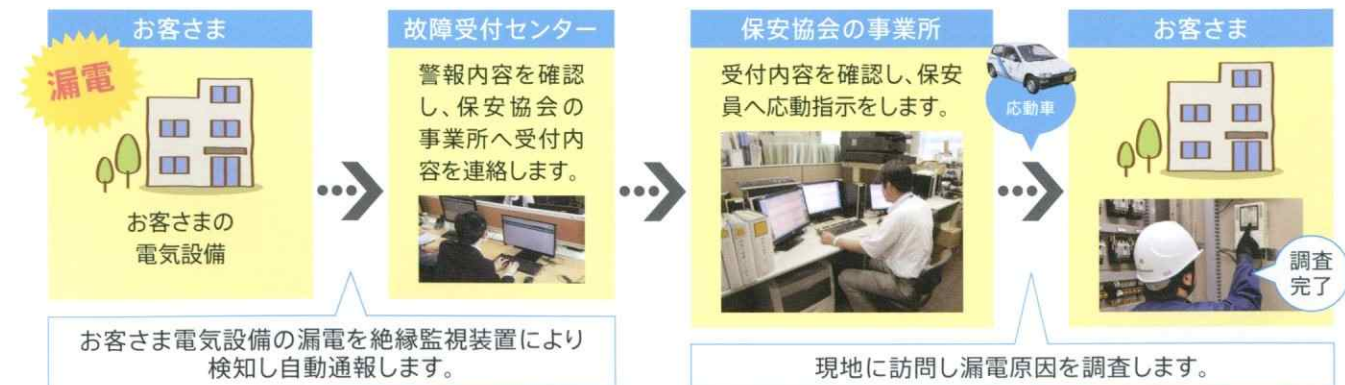 お客さま
漏電
お客さまの
電気設備
故障受付センター
警報内容を確認
し、保安協会の
事業所へ受付内
容を連絡します。
お客さま電気設備の漏電を絶縁監視装置により
検知し自動通報します。
保安協会の事業所
受付内容を確認し、保安
員へ応動指示をします。
応動車
お客さま
調査
完了
現地に訪問し漏電原因を調査します。